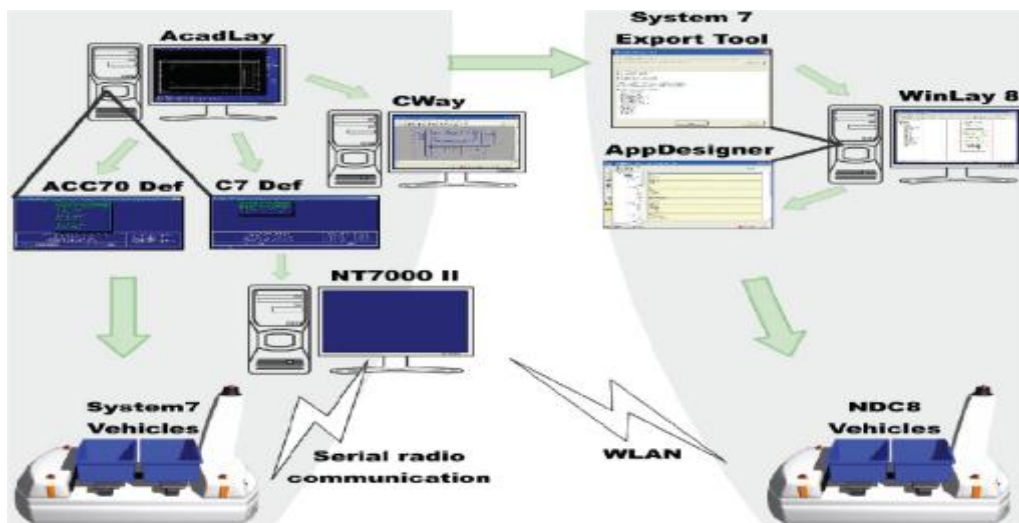 AcadLay
System 7
Export Tool
CWay
WinLay 8
AppDesigner
ACC70 Def
C7 Def
NT7000 II
System7
Vehicles
Serial radio
communication
WLAN
NDC8
Vehicles